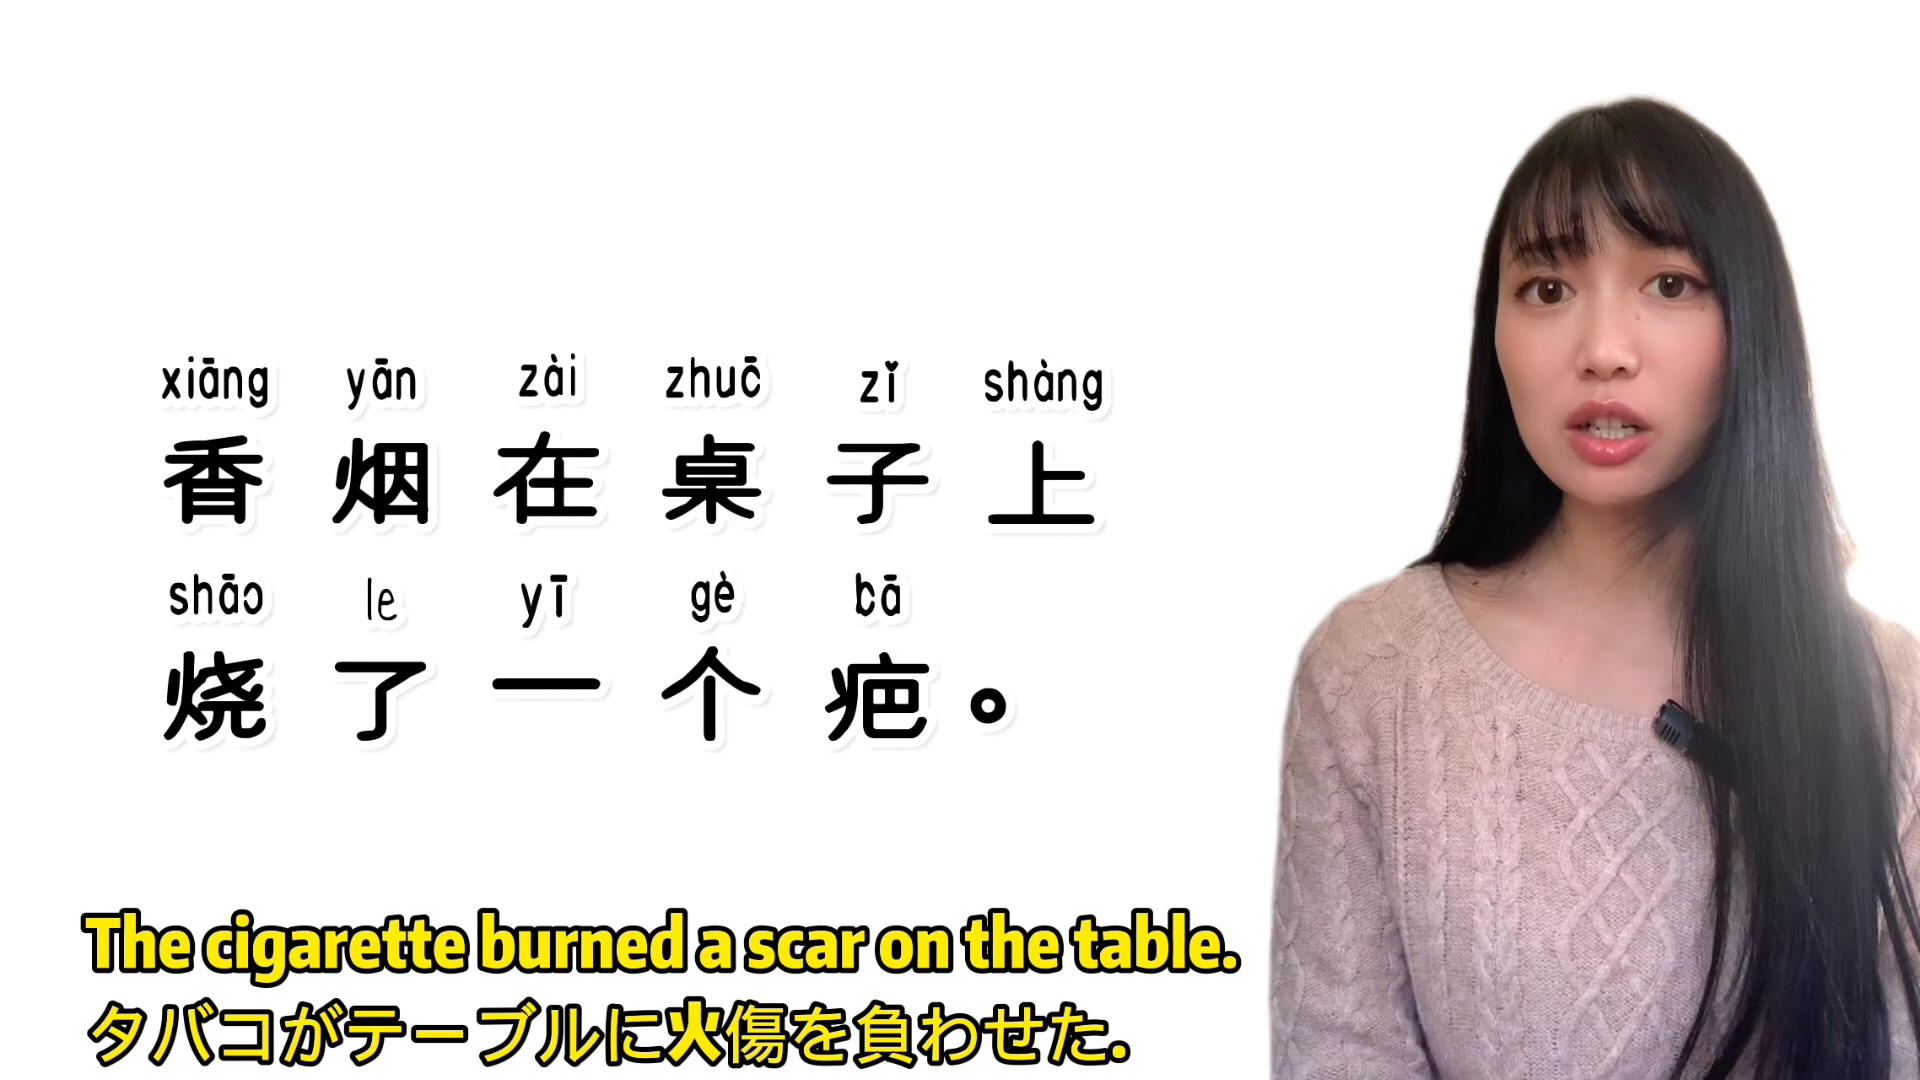 xiāng yān zài zhuō zǐ shàng
香烟在桌子上
shāo le yī gè bā
烧了一个疤。
The cigarette burned a scar on the table.
タバコがテーブルに火傷を負わせた.